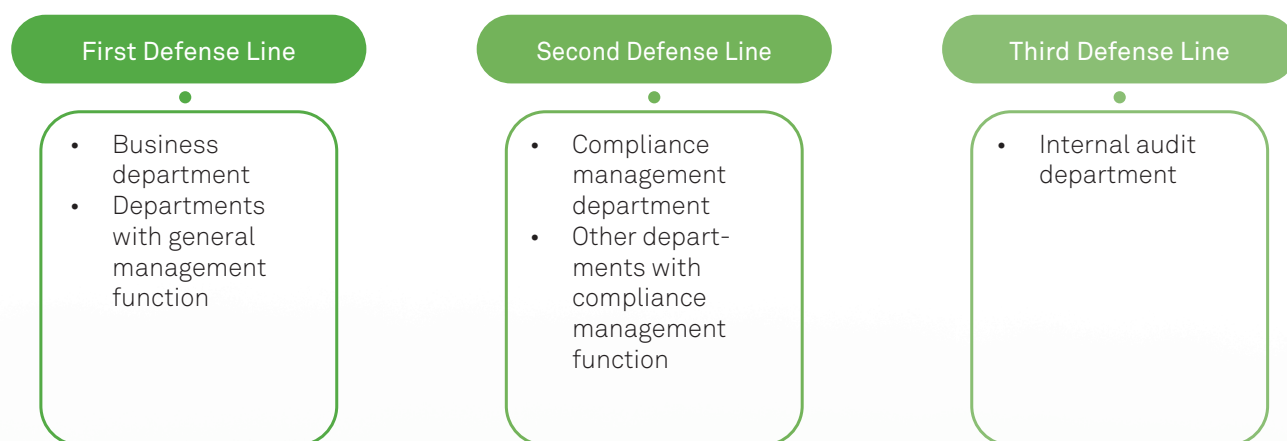 First Defense Line
• Business
department
• Departments
with general
management
function
Second Defense Line
• Compliance
management
department
• Other depart-
ments with
compliance
management
function
Third Defense Line
• Internal audit
department